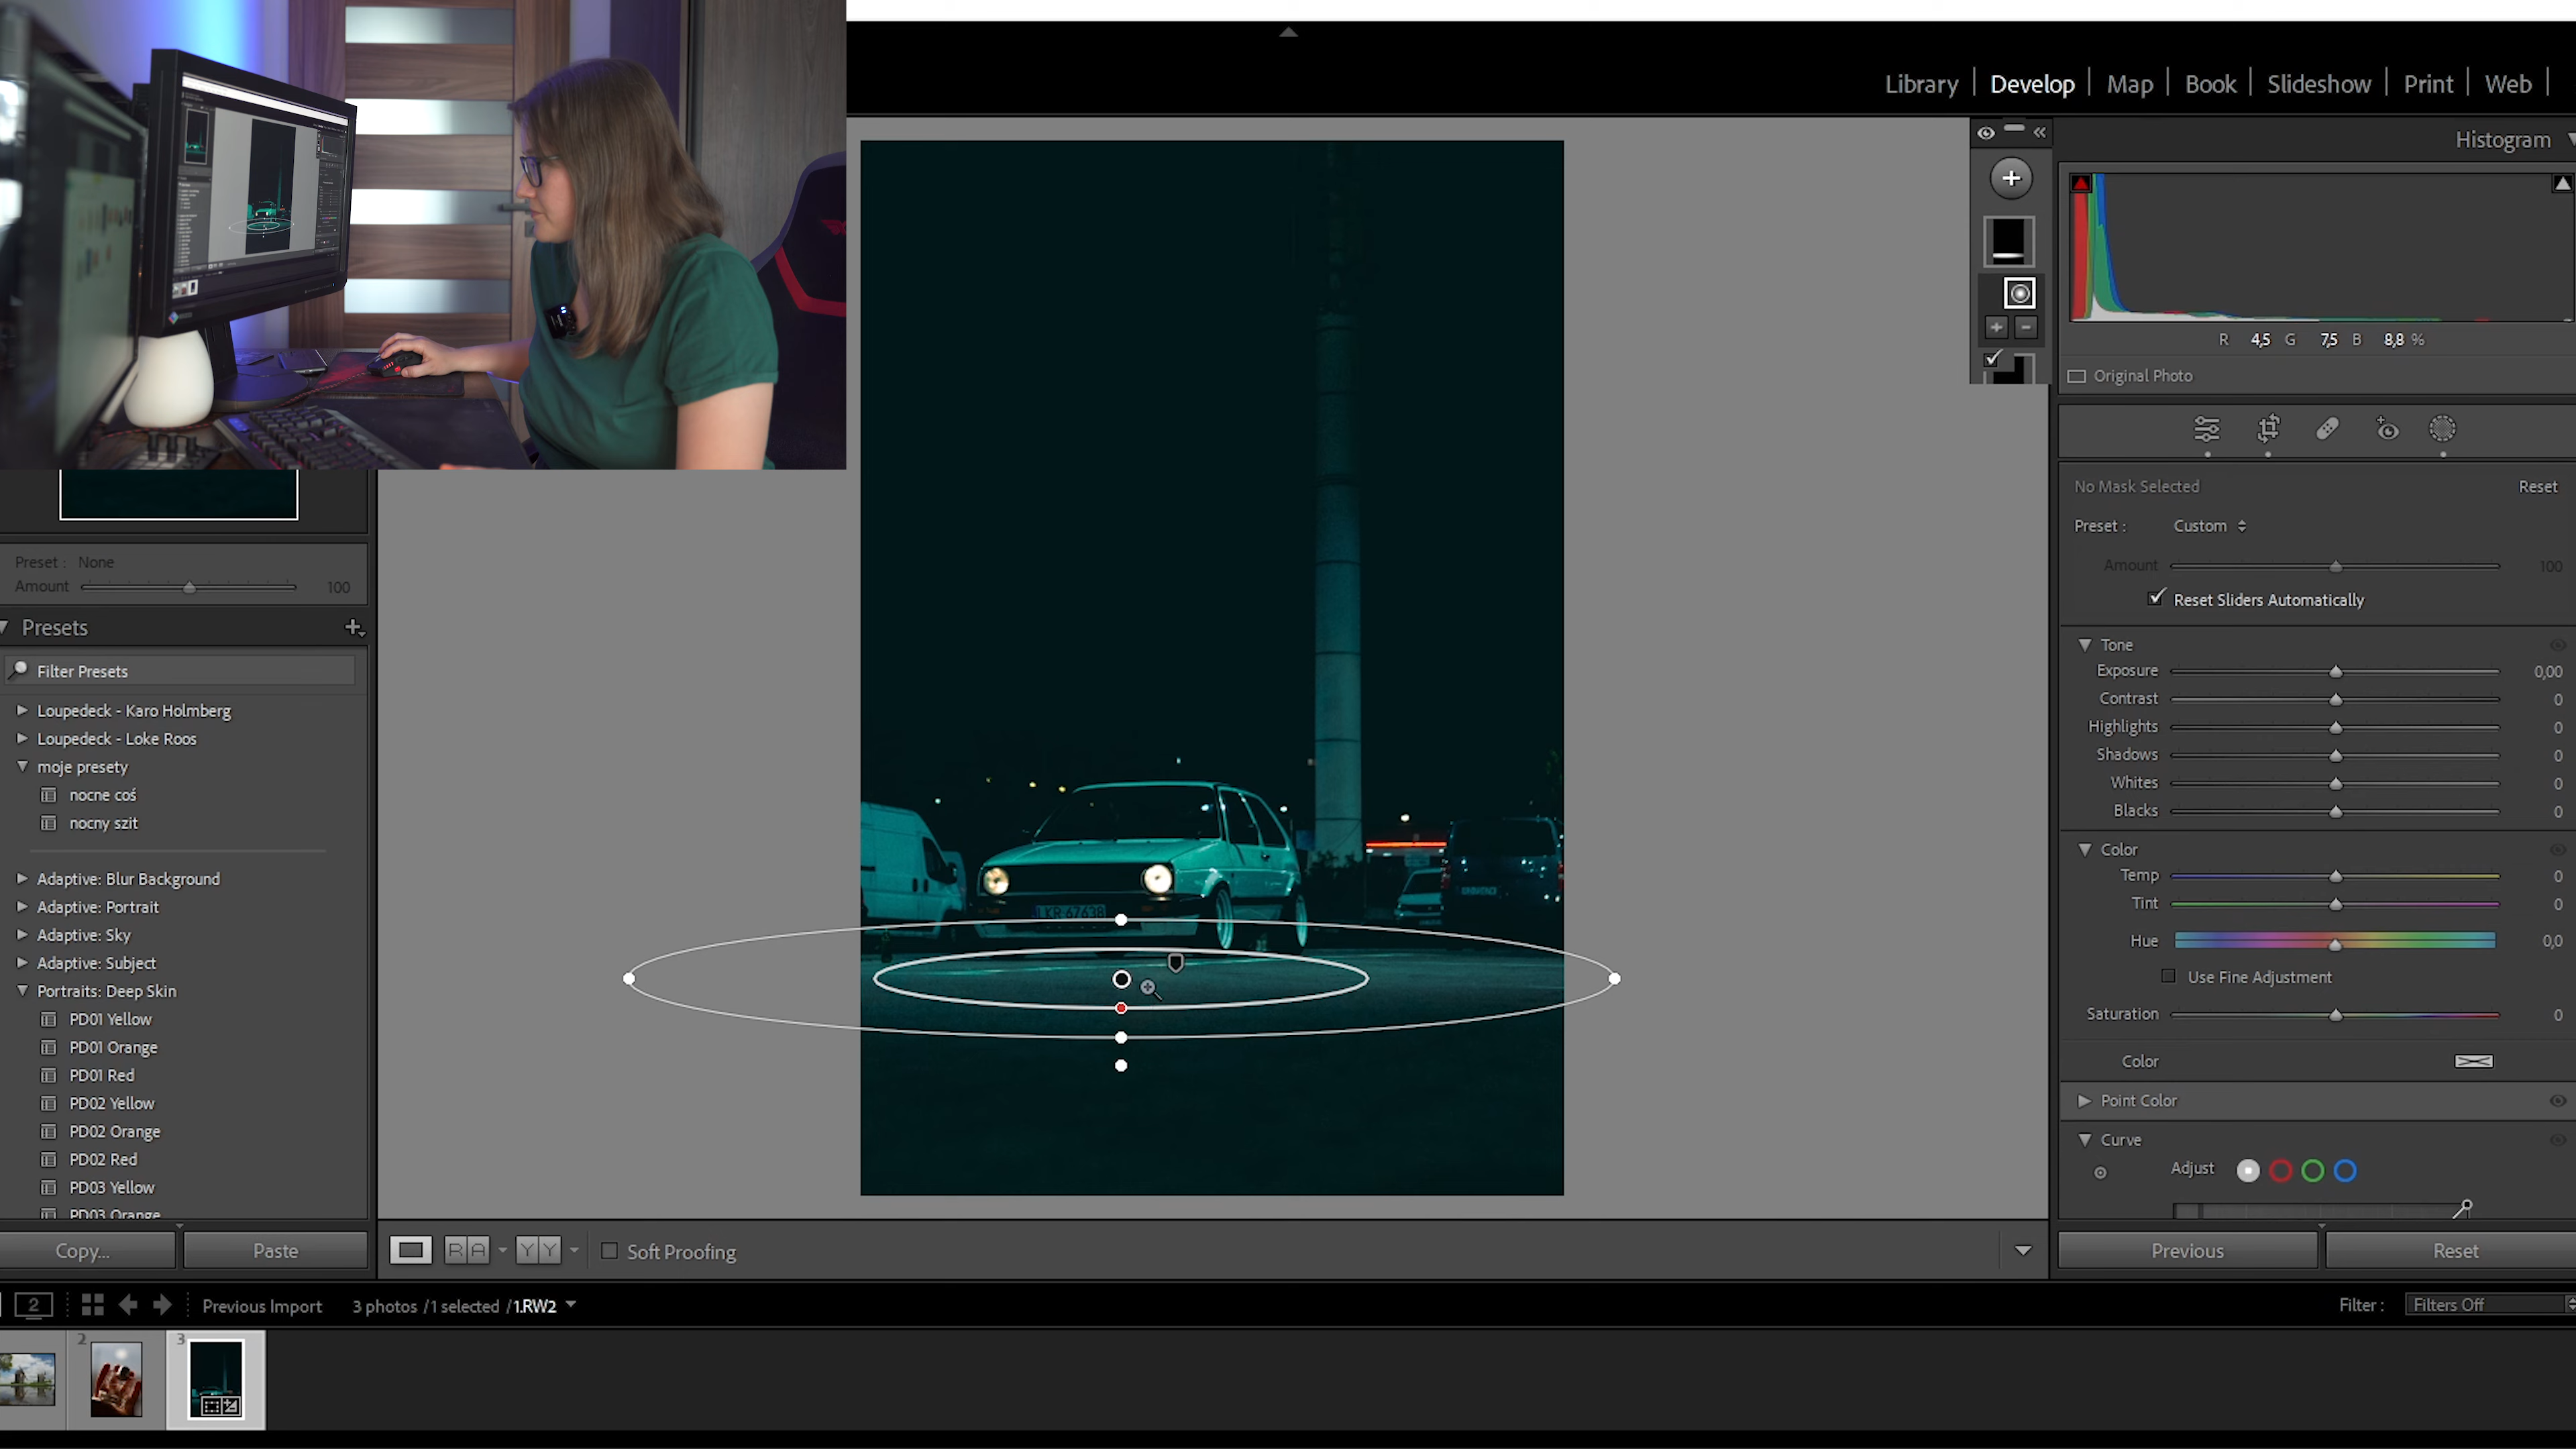 Library | Develop | Map | Book | Slideshow | Print | Web |
Histogram
R 4,5 G 7,5 B 8,8 %
Original Photo
No Mask Selected
Reset
Preset : Custom
Amount 100
Reset Sliders Automatically
Tone
Exposure 0,00
Contrast 0
Highlights 0
Shadows 0
Whites 0
Blacks 0
Color
Temp 0
Tint 0
Hue 0,0
Use Fine Adjustment
Saturation 0
Color
Point Color
Curve
Adjust
Previous
Reset
Preset : None
Amount 100
Presets
Filter Presets
Loupedeck - Karo Holmberg
Loupedeck - Loke Roos
moje presety
nocne coś
nocny szit
Adaptive: Blur Background
Adaptive: Portrait
Adaptive: Sky
Adaptive: Subject
Portraits: Deep Skin
PD01 Yellow
PD01 Orange
PD01 Red
PD02 Yellow
PD02 Orange
PD02 Red
PD03 Yellow
PD03 Orange
Copy...
Paste
LKR 67638
R A
Y Y
Soft Proofing
2
Previous Import
3 photos / 1 selected / 1.RW2
Filter :
Filters Off
2
3